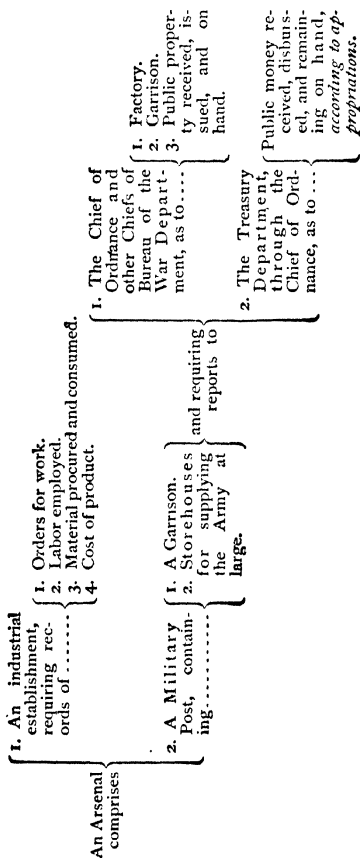 An Arsenal
comprises
1. An industrial
establishment,
requiring rec-
ords of ........
1. Orders for work.
2. Labor employed.
3. Material procured and consumed.
4. Cost of product.
2. A Military
Post, contain-
ing............
1. A Garrison.
2. Storehouses
for supplying
the Army at
large.
and requiring
reports to
1. The Chief of
Ordnance and
other Chiefs of
Bureau of the
War Depart-
ment, as to....
1. Factory.
2. Garrison.
3. Public proper-
ty received, is-
sued, and on
hand.
2. The Treasury
Department,
through the
Chief of Ord-
nance, as to ...
Public money re-
ceived, disburs-
ed, and remain-
ing on hand,
according to ap-
propriations.